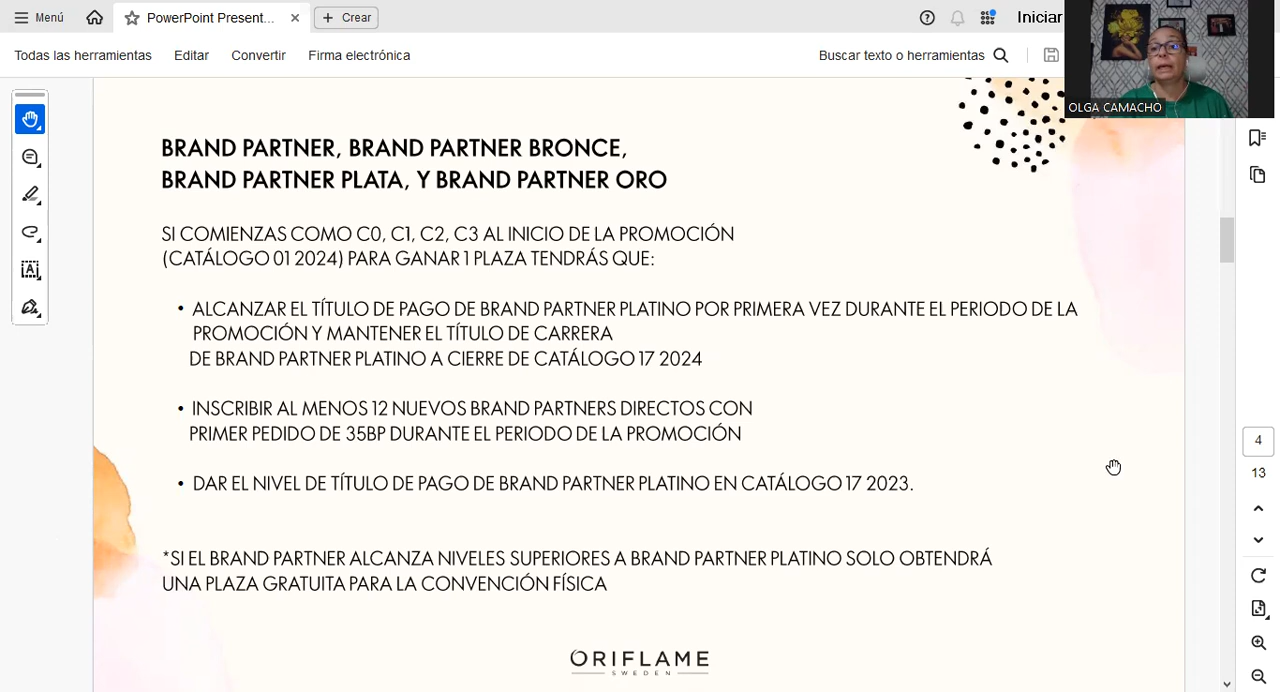 Menú
PowerPoint Present...
Crear
Iniciar
Todas las herramientas
Editar
Convertir
Firma electrónica
Buscar texto o herramientas
OLGA CAMACHO
BRAND PARTNER, BRAND PARTNER BRONCE,
BRAND PARTNER PLATA, Y BRAND PARTNER ORO
SI COMIENZAS COMO C0, C1, C2, C3 AL INICIO DE LA PROMOCIÓN
(CATÁLOGO 01 2024) PARA GANAR 1 PLAZA TENDRÁS QUE:
• ALCANZAR EL TÍTULO DE PAGO DE BRAND PARTNER PLATINO POR PRIMERA VEZ DURANTE EL PERIODO DE LA
PROMOCIÓN Y MANTENER EL TÍTULO DE CARRERA
DE BRAND PARTNER PLATINO A CIERRE DE CATÁLOGO 17 2024
• INSCRIBIR AL MENOS 12 NUEVOS BRAND PARTNERS DIRECTOS CON
PRIMER PEDIDO DE 35BP DURANTE EL PERIODO DE LA PROMOCIÓN
• DAR EL NIVEL DE TÍTULO DE PAGO DE BRAND PARTNER PLATINO EN CATÁLOGO 17 2023.
*SI EL BRAND PARTNER ALCANZA NIVELES SUPERIORES A BRAND PARTNER PLATINO SOLO OBTENDRÁ
UNA PLAZA GRATUITA PARA LA CONVENCIÓN FÍSICA
ORIFLAME
SWEDEN
4
13